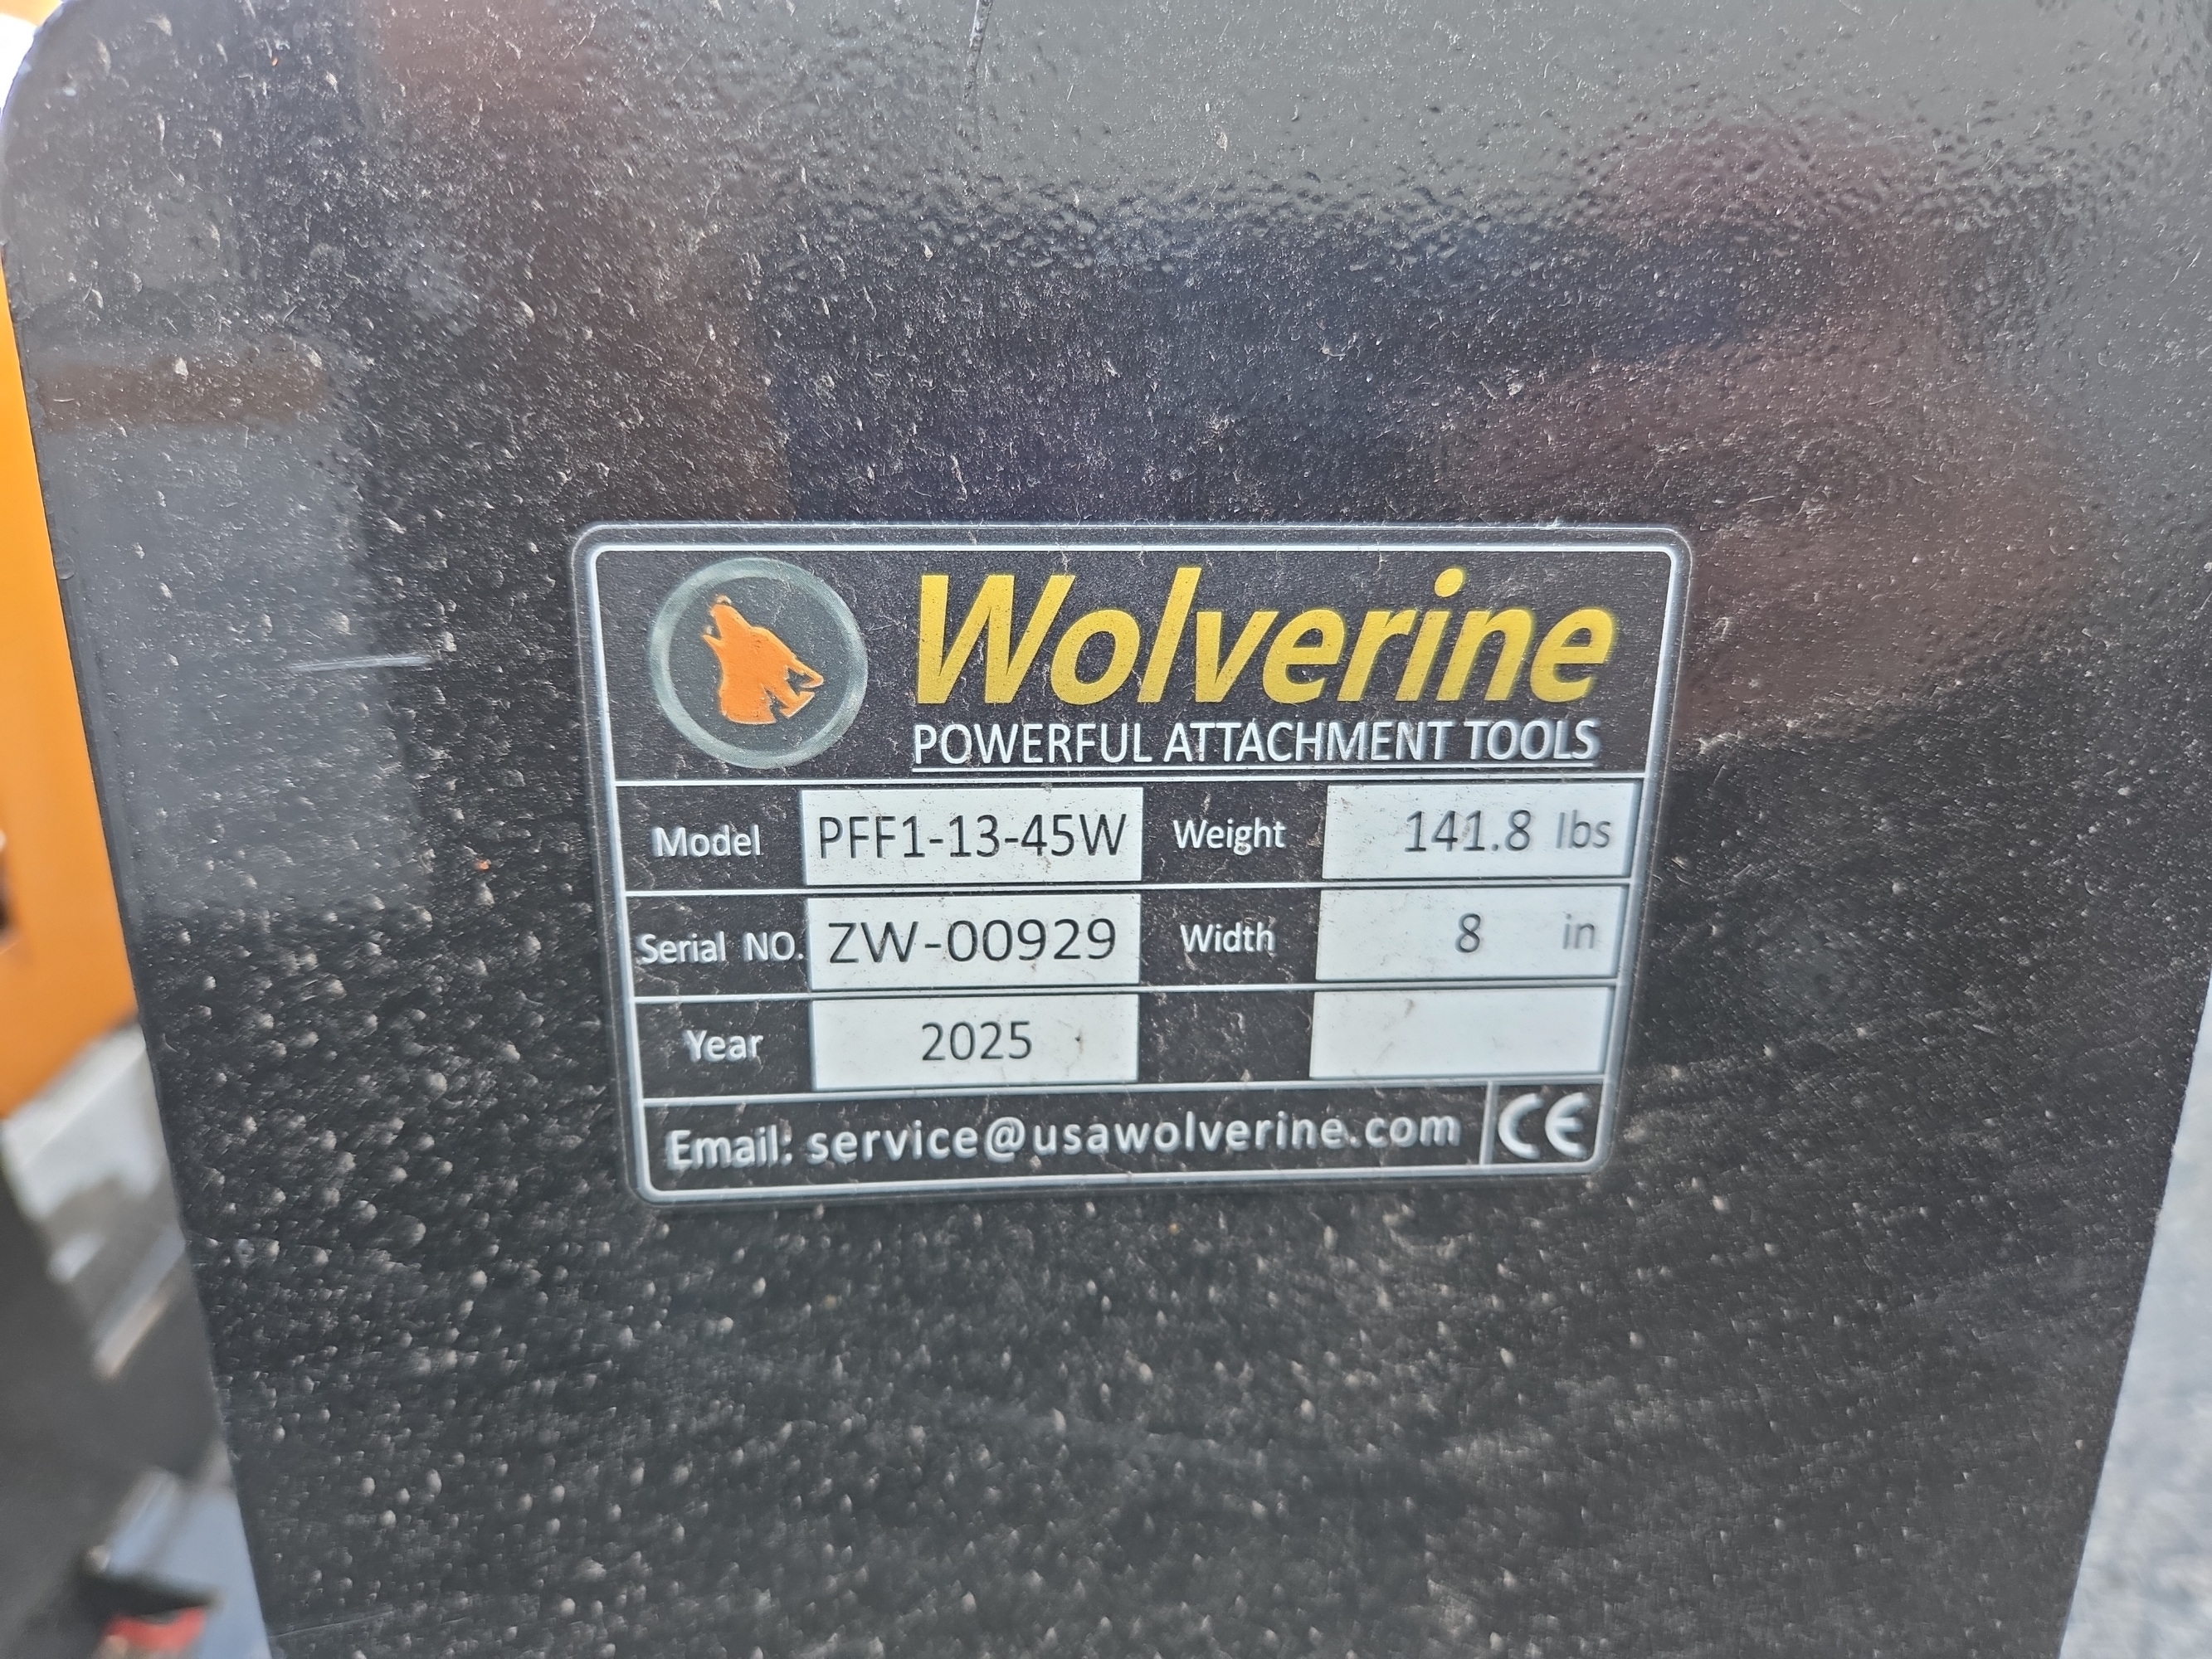 Wolverine
POWERFUL ATTACHMENT TOOLS
Model PFF1-13-45W Weight 141.8 lbs
Serial NO. ZW-00929 Width 8 in
Year 2025
Email: service@usawolverine.com CE